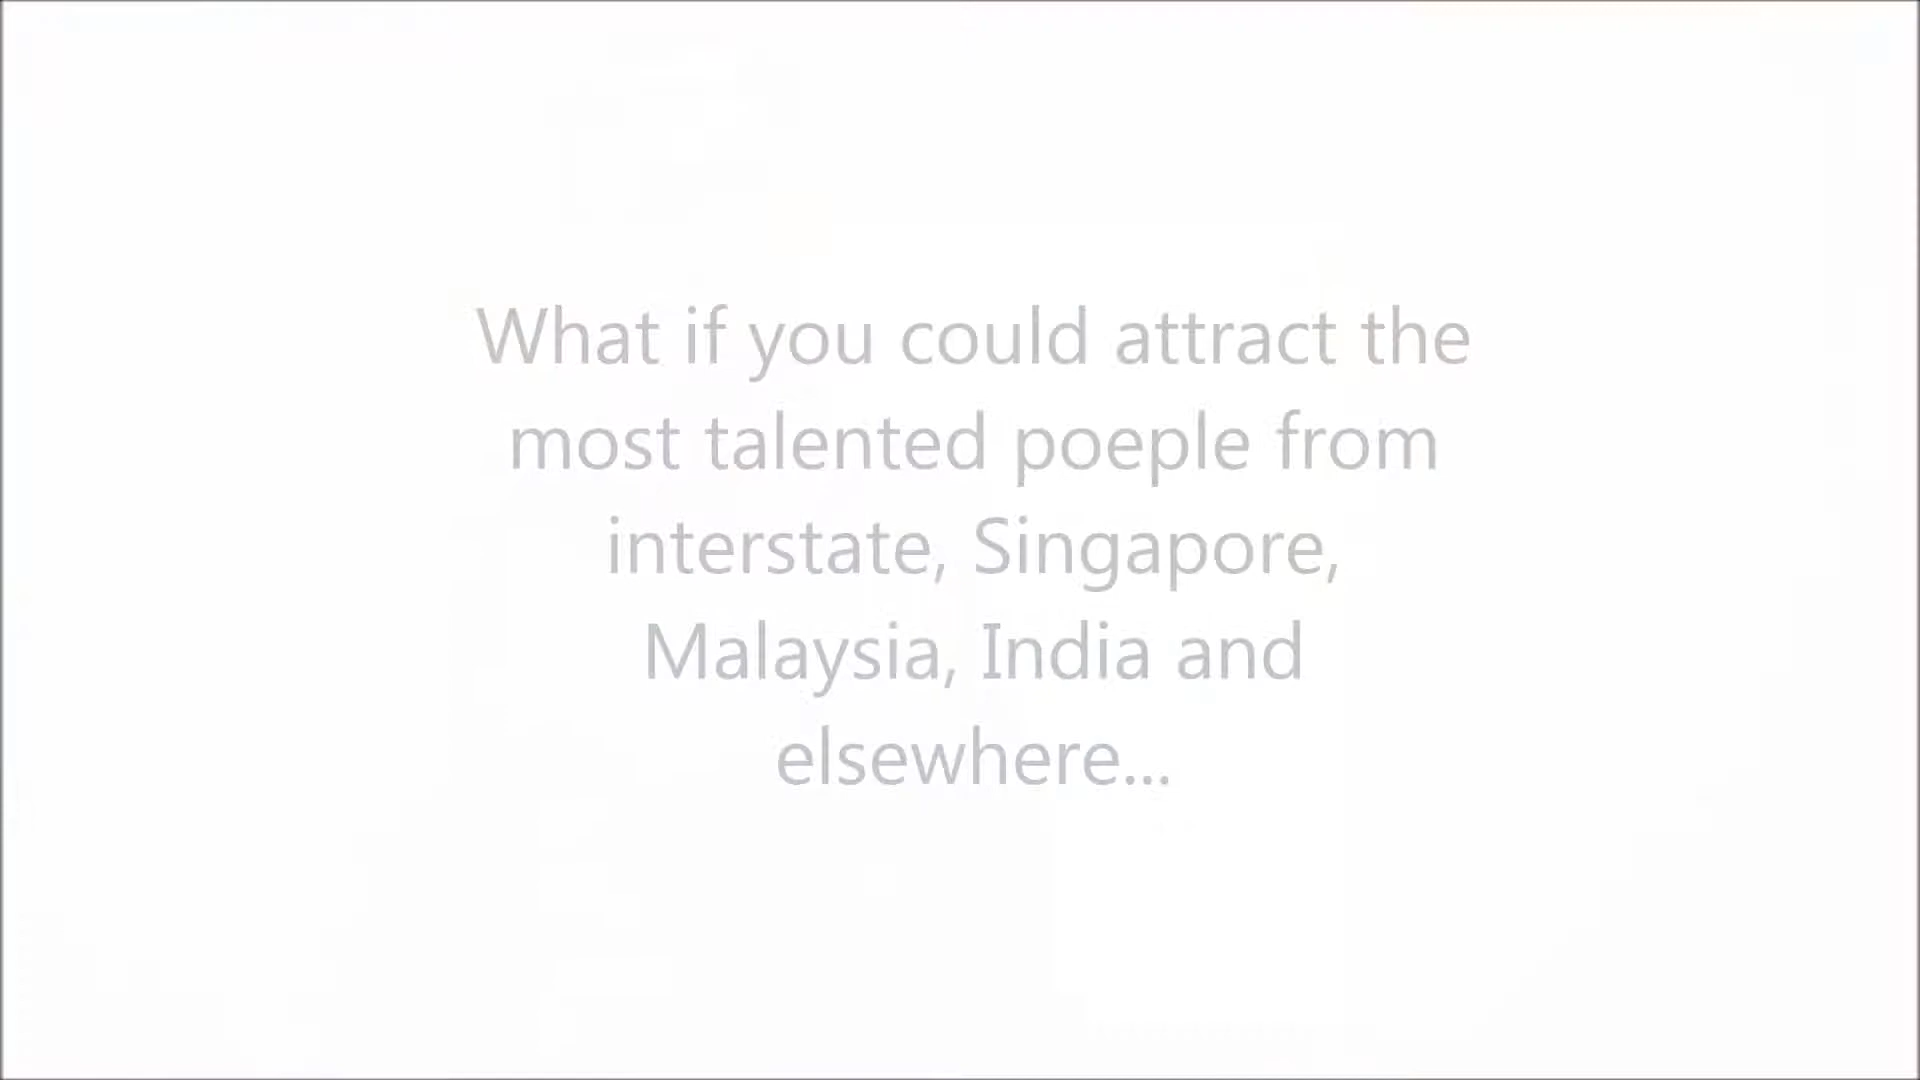 What if you could attract the
most talented poeple from
interstate, Singapore,
Malaysia, India and
elsewhere...